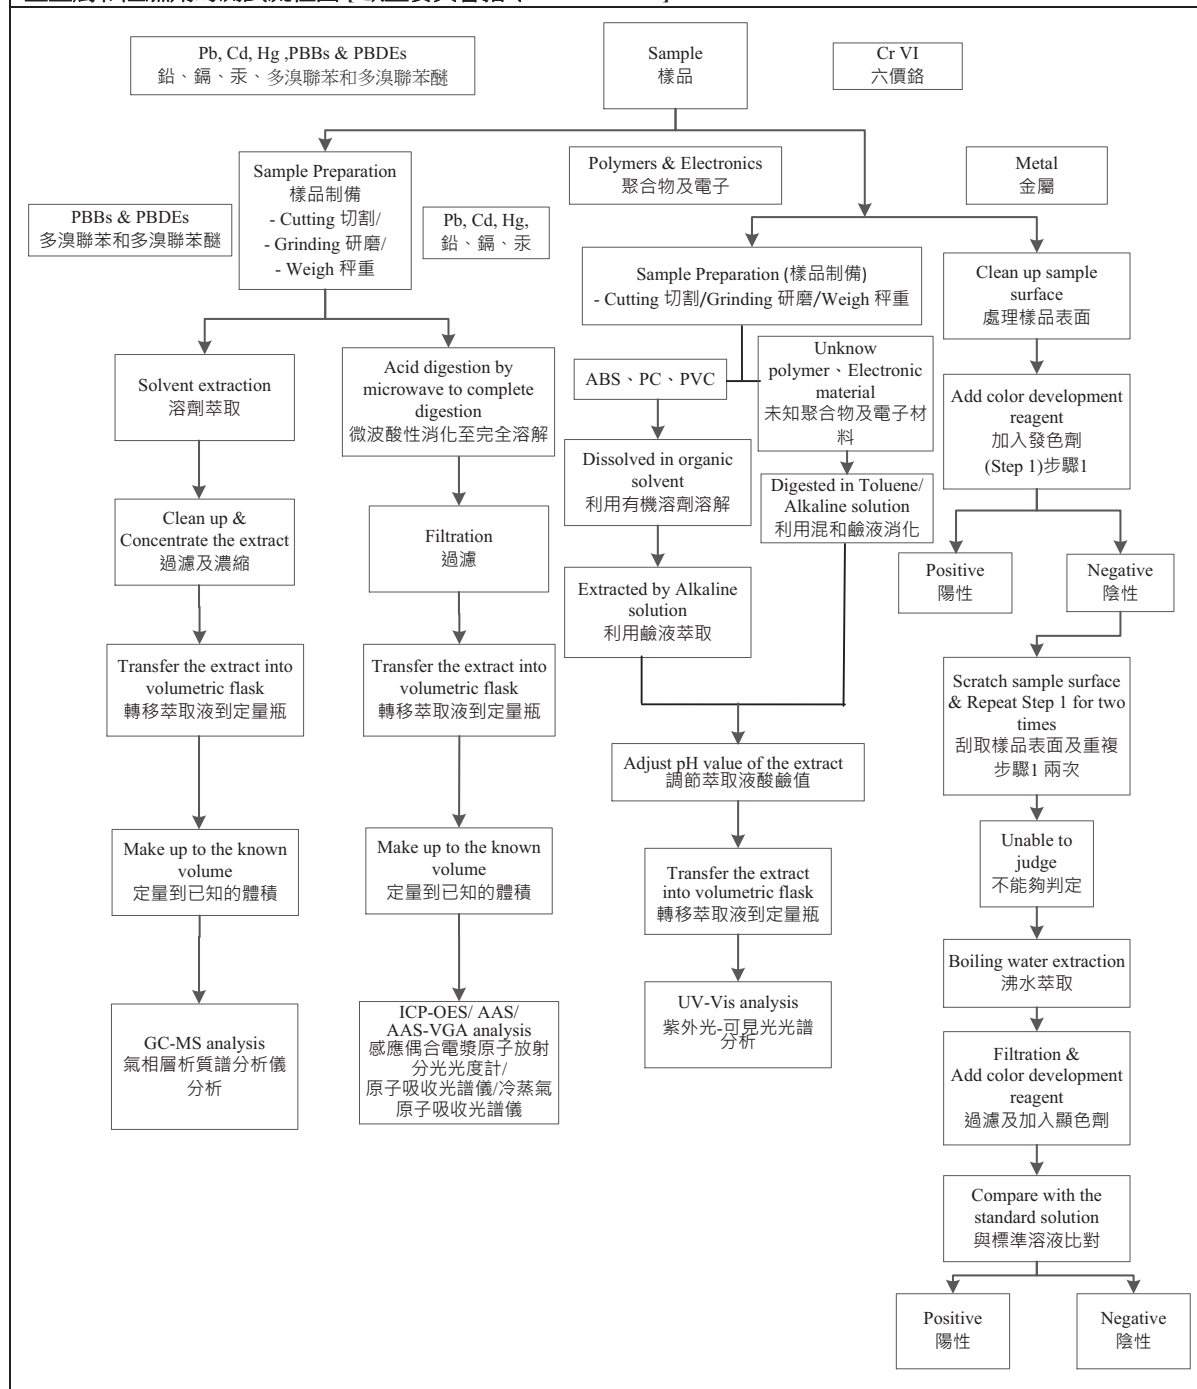 Pb, Cd, Hg ,PBBs & PBDEs
鉛、鎘、汞、多溴聯苯和多溴聯苯醚
Sample
樣品
Cr VI
六價鉻
Sample Preparation
樣品制備
- Cutting 切割/
- Grinding 研磨/
- Weigh 秤重
PBBs & PBDEs
多溴聯苯和多溴聯苯醚
Pb, Cd, Hg,
鉛、鎘、汞
Polymers & Electronics
聚合物及電子
Metal
金屬
Solvent extraction
溶劑萃取
Clean up &
Concentrate the extract
過濾及濃縮
Transfer the extract into
volumetric flask
轉移萃取液到定量瓶
Make up to the known
volume
定量到已知的體積
GC-MS analysis
氣相層析質譜分析儀
分析
Acid digestion by
microwave to complete
digestion
微波酸性消化至完全溶解
Filtration
過濾
Transfer the extract into
volumetric flask
轉移萃取液到定量瓶
Make up to the known
volume
定量到已知的體積
ICP-OES/ AAS/
AAS-VGA analysis
感應偶合電漿原子放射
分光光度計/
原子吸收光譜儀/冷蒸氣
原子吸收光譜儀
Sample Preparation (樣品制備)
- Cutting 切割/Grinding 研磨/Weigh 秤重
ABS、PC、PVC
Dissolved in organic
solvent
利用有機溶劑溶解
Extracted by Alkaline
solution
利用鹼液萃取
Unknow
polymer、Electronic
material
未知聚合物及電子材
料
Digested in Toluene/
Alkaline solution
利用混和鹼液消化
Adjust pH value of the extract
調節萃取液酸鹼值
Transfer the extract
into volumetric flask
轉移萃取液到定量瓶
UV-Vis analysis
紫外光-可見光光譜
分析
Clean up sample
surface
處理樣品表面
Add color development
reagent
加入發色劑
(Step 1)步驟1
Positive
陽性
Negative
陰性
Scratch sample surface
& Repeat Step 1 for two
times
刮取樣品表面及重複
步驟1 兩次
Unable to
judge
不能夠判定
Boiling water extraction
沸水萃取
Filtration &
Add color development
reagent
過濾及加入顯色劑
Compare with the
standard solution
與標準溶液比對
Positive
陽性
Negative
陰性